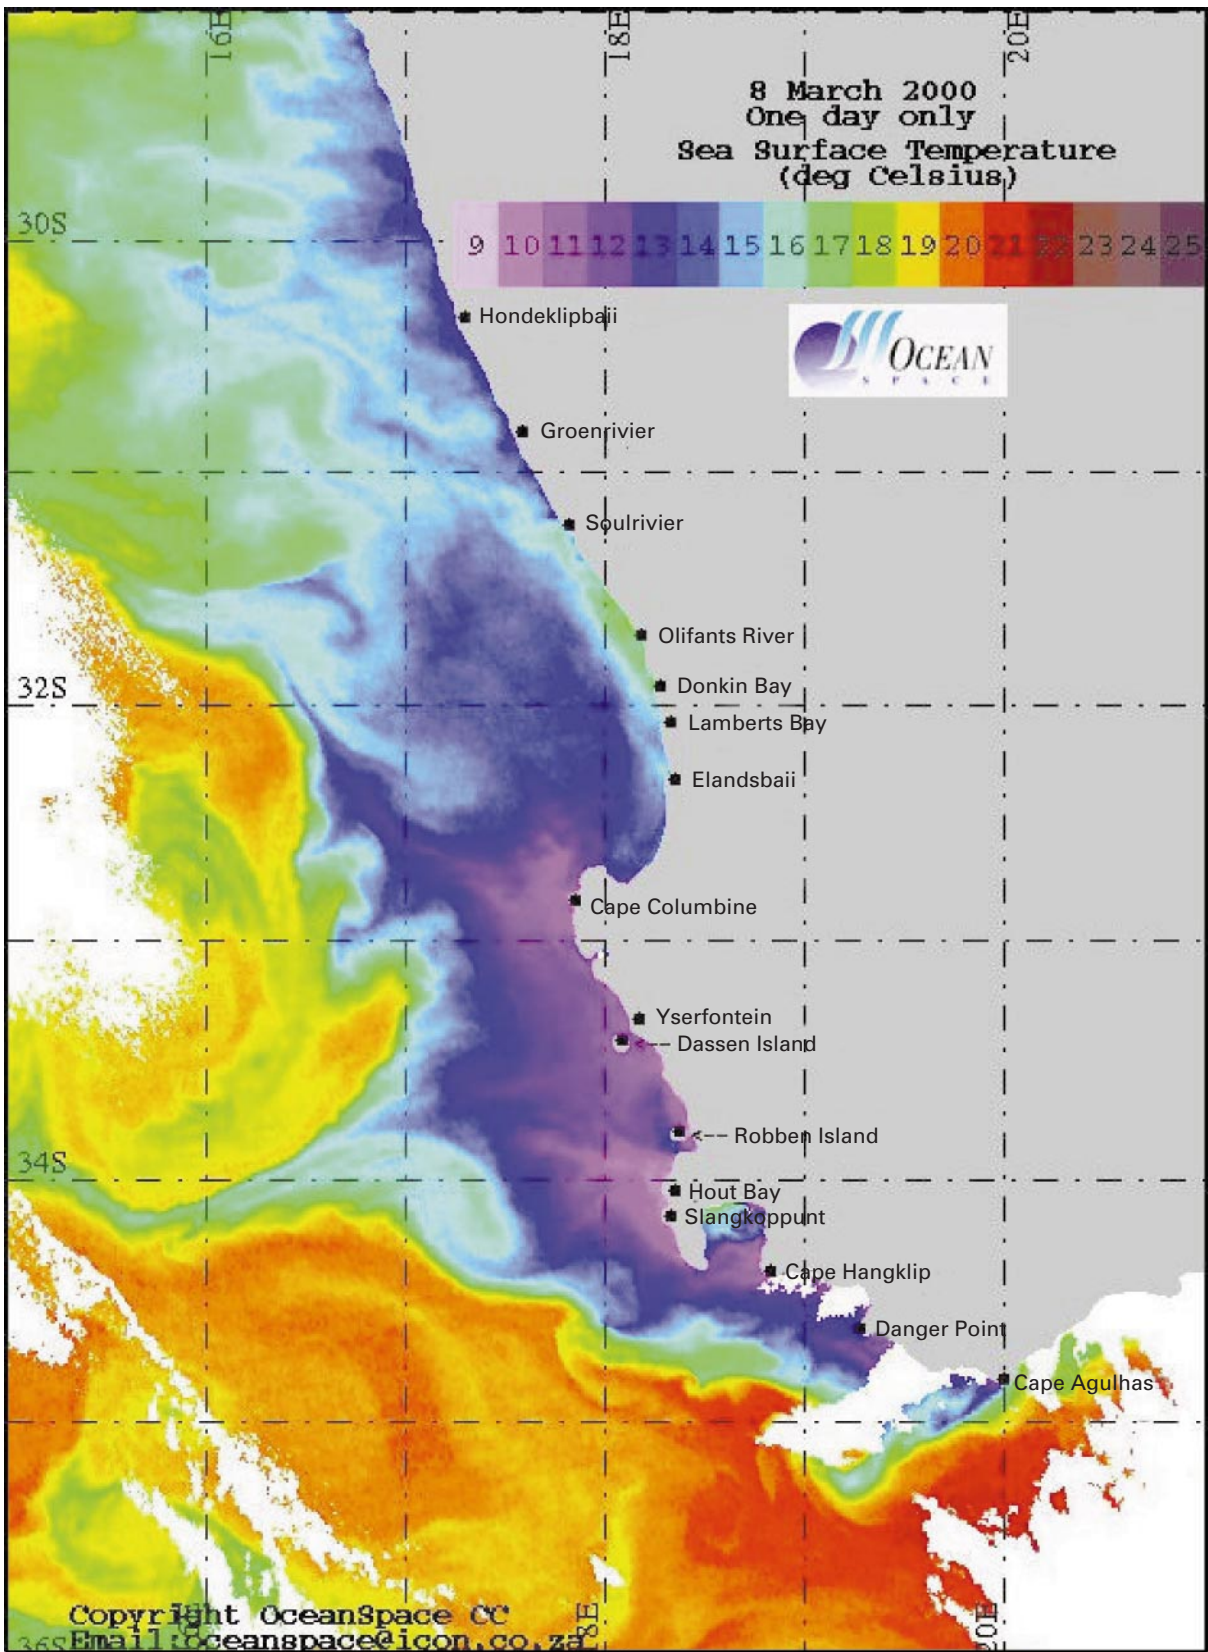 16E
18E
20E
8 March 2000
One day only
Sea Surface Temperature
(deg Celsius)
30S
9 10 11 12 13 14 15 16 17 18 19 20 21 22 23 24 25
Hondeklipbaii
OCEAN
SPACE
Groenrivier
Soulrivier
Olifants River
32S
Donkin Bay
Lamberts Bay
Elandsbaii
Cape Columbine
Yserfontein
<-- Dassen Island
<-- Robben Island
34S
Hout Bay
Slangkoppunt
Cape Hangklip
Danger Point
Cape Agulhas
Copyright OceanSpace CC
Email:oceanspace@icon.co.za
36S
18E
20E